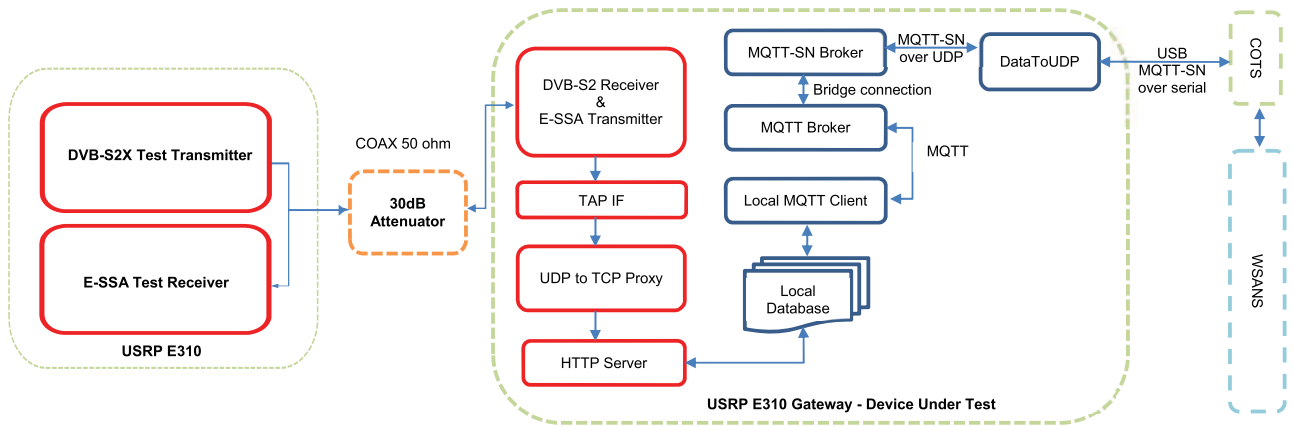 DVB-S2X Test Transmitter
E-SSA Test Receiver
USRP E310
COAX 50 ohm
30dB
Attenuator
DVB-S2 Receiver
&
E-SSA Transmitter
TAP IF
UDP to TCP Proxy
HTTP Server
MQTT-SN Broker
MQTT-SN
over UDP
DataToUDP
Bridge connection
MQTT Broker
MQTT
Local MQTT Client
Local
Database
USRP E310 Gateway - Device Under Test
USB
MQTT-SN
over serial
COTS
WSANS